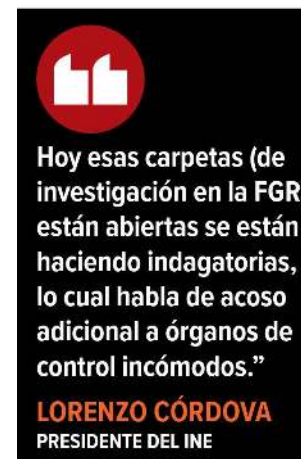 Hoy esas carpetas (de
investigación en la FGR
están abiertas se están
haciendo indagatorias,
lo cual habla de acoso
adicional a órganos de
control incómodos.”
LORENZO CÓRDOVA
PRESIDENTE DEL INE